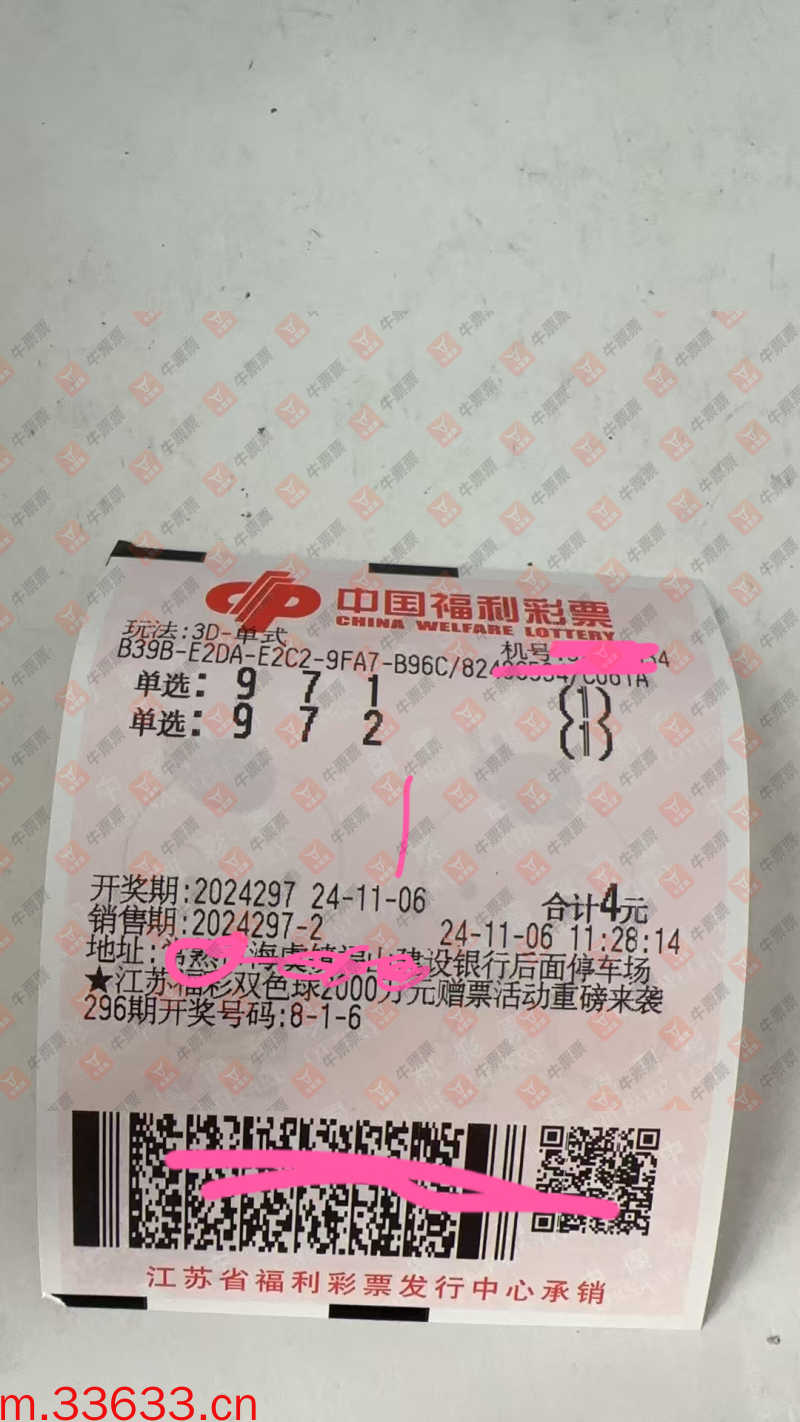 中国福利彩票
CHINA WELFARE LOTTERY
玩法:3D-单式
机号:
B39B-E2DA-E2C2-9FA7-B96C/82
单选: 9 7 1 (1)
单选: 9 7 2 (1)
开奖期:2024297 24-11-06 合计4元
销售期:2024297-2 24-11-06 11:28:14
地址: 建设银行后面停车场
★江苏福彩双色球2000万元赠票活动重磅来袭
296期开奖号码:8-1-6
江苏省福利彩票发行中心承销
牛票票
m.33633.cn